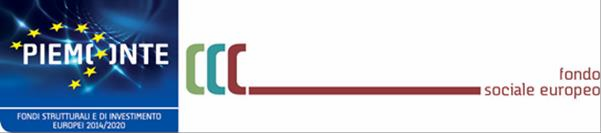 PIEMONTE
FONDI STRUTTURALI E DI INVESTIMENTO
EUROPEI 2014/2020
fondo
sociale europeo